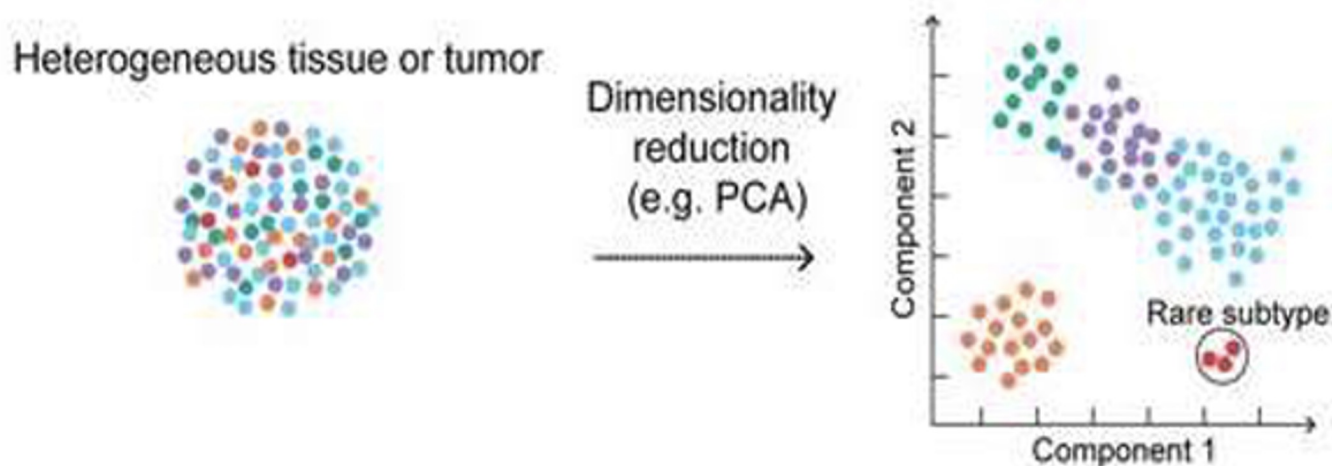 Heterogeneous tissue or tumor
Dimensionality
reduction
(e.g. PCA)
Component 2
Rare subtype
Component 1